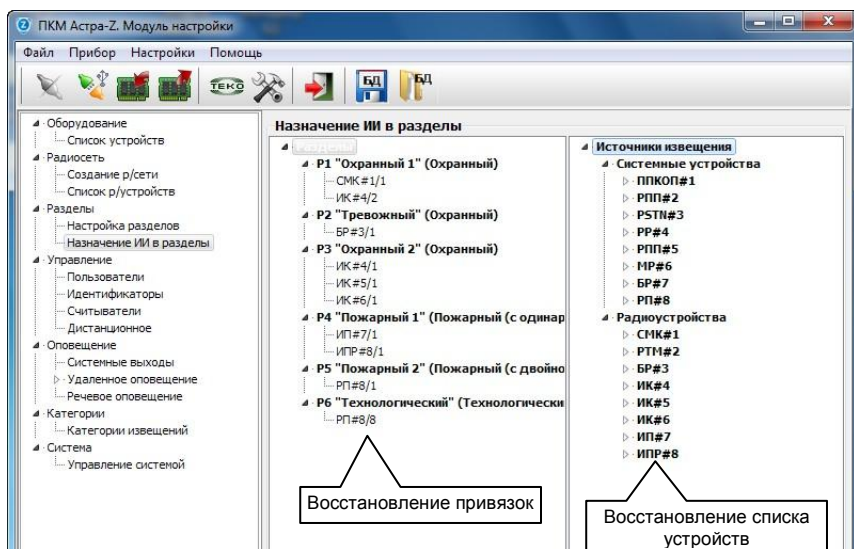 ПКМ Астра-Z. Модуль настройки
Файл Прибор Настройки Помощь
ТЕКО БД БД
Оборудование
Список устройств
Радиосеть
Создание р/сети
Список р/устройств
Разделы
Настройка разделов
Назначение ИИ в разделы
Управление
Пользователи
Идентификаторы
Считыватели
Дистанционное
Оповещение
Системные выходы
Удаленное оповещение
Речевое оповещение
Категории
Категории извещений
Система
Управление системой
Назначение ИИ в разделы
Разделы
Р1 "Охранный 1" (Охранный)
СМК#1/1
ИК#4/2
Р2 "Тревожный" (Охранный)
БР#3/1
Р3 "Охранный 2" (Охранный)
ИК#4/1
ИК#5/1
ИК#6/1
Р4 "Пожарный 1" (Пожарный (с одинар
ИП#7/1
ИПР#8/1
Р5 "Пожарный 2" (Пожарный (с двойно
РП#8/1
Р6 "Технологический" (Технологически
РП#8/8
Восстановление привязок
Источники извещения
Системные устройства
ППКОП#1
РПП#2
PSTN#3
РР#4
РПП#5
МР#6
БР#7
РП#8
Радиоустройства
СМК#1
РТМ#2
БР#3
ИК#4
ИК#5
ИК#6
ИП#7
ИПР#8
Восстановление списка
устройств